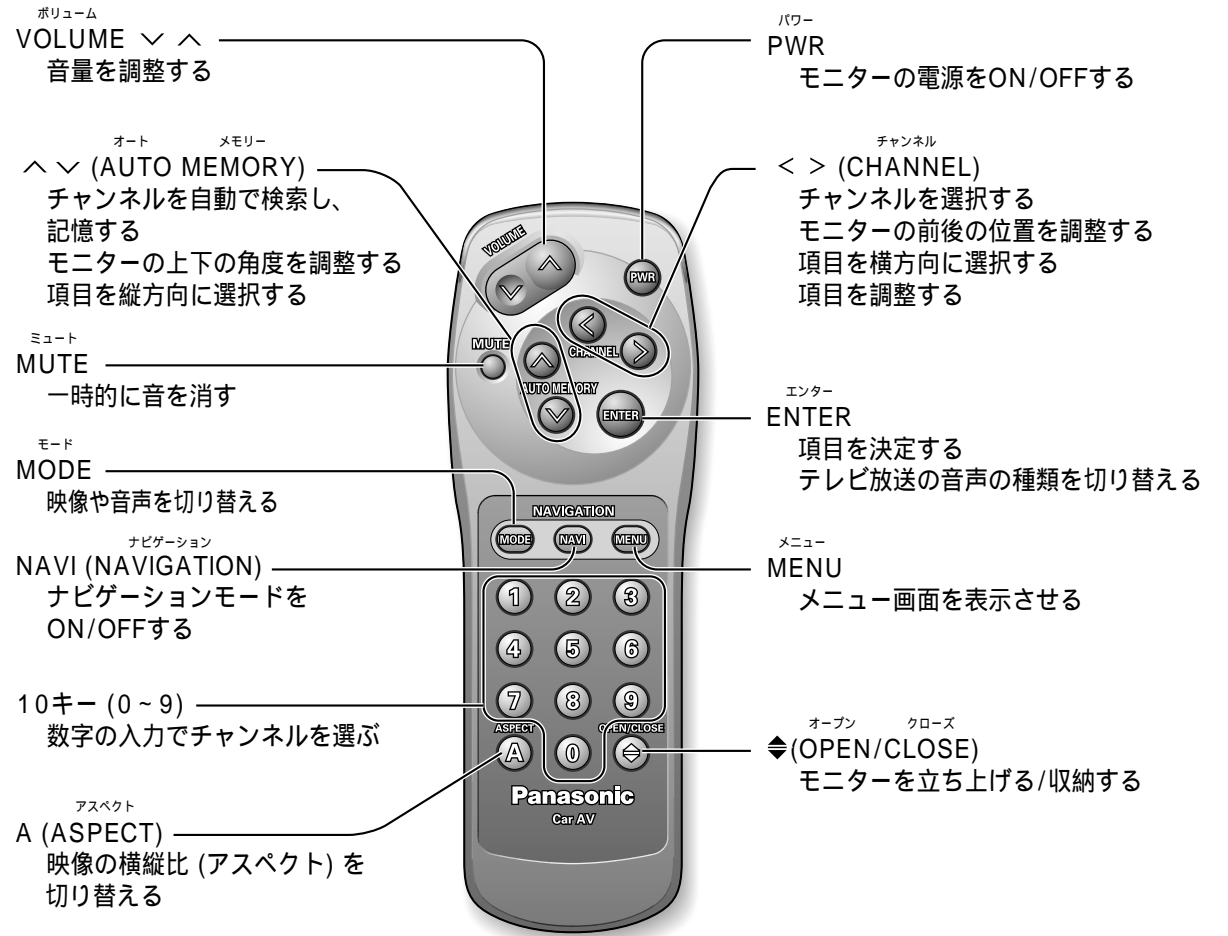 ボリューム
VOLUME ∨ ∧
音量を調整する
オート メモリー
∧ ∨ (AUTO MEMORY)
チャンネルを自動で検索し、
記憶する
モニターの上下の角度を調整する
項目を縦方向に選択する
ミュート
MUTE
一時的に音を消す
モード
MODE
映像や音声を切り替える
ナビゲーション
NAVI (NAVIGATION)
ナビゲーションモードを
ON/OFFする
10キー (0~9)
数字の入力でチャンネルを選ぶ
アスペクト
A (ASPECT)
映像の横縦比 (アスペクト) を
切り替える
VOLUME
PWR
MUTE
CHANNEL
AUTO MEMORY
ENTER
NAVIGATION
MODE NAVI MENU
1 2 3
4 5 6
7 8 9
ASPECT OPEN/CLOSE
A 0
Panasonic
Car AV
パワー
PWR
モニターの電源をON/OFFする
チャンネル
< > (CHANNEL)
チャンネルを選択する
モニターの前後の位置を調整する
項目を横方向に選択する
項目を調整する
エンター
ENTER
項目を決定する
テレビ放送の音声の種類を切り替える
メニュー
MENU
メニュー画面を表示させる
オープン クローズ
(OPEN/CLOSE)
モニターを立ち上げる/収納する